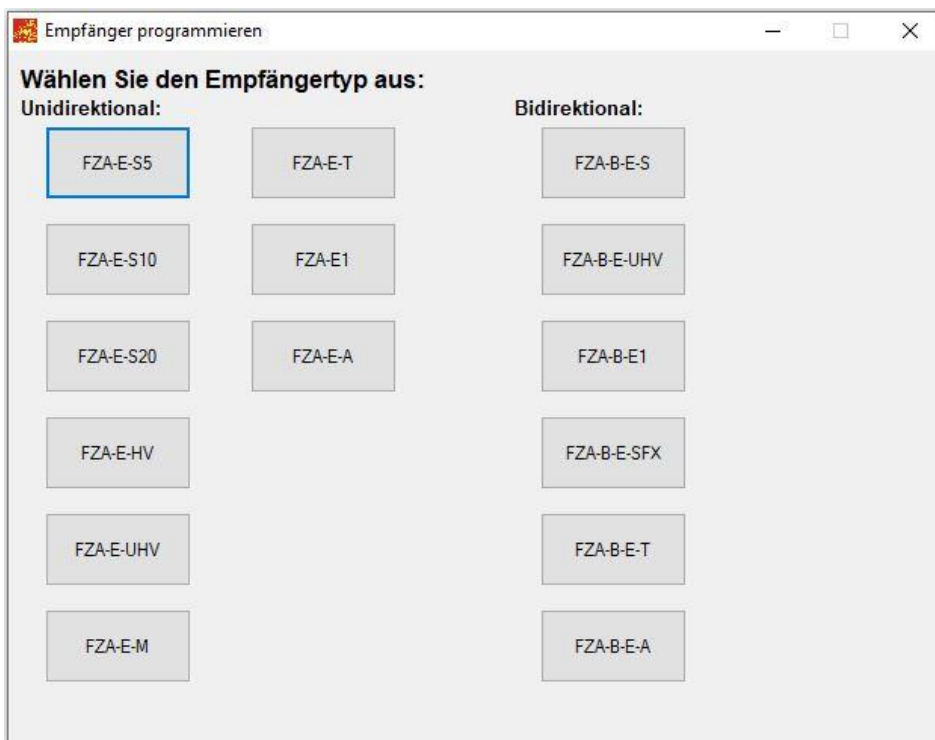 Empfänger programmieren
Wählen Sie den Empfängertyp aus:
Unidirektional:
FZA-E-S5
FZA-E-S10
FZA-E-S20
FZA-E-HV
FZA-E-UHV
FZA-E-M
FZA-E-T
FZA-E1
FZA-E-A
Bidirektional:
FZA-B-E-S
FZA-B-E-UHV
FZA-B-E1
FZA-B-E-SFX
FZA-B-E-T
FZA-B-E-A